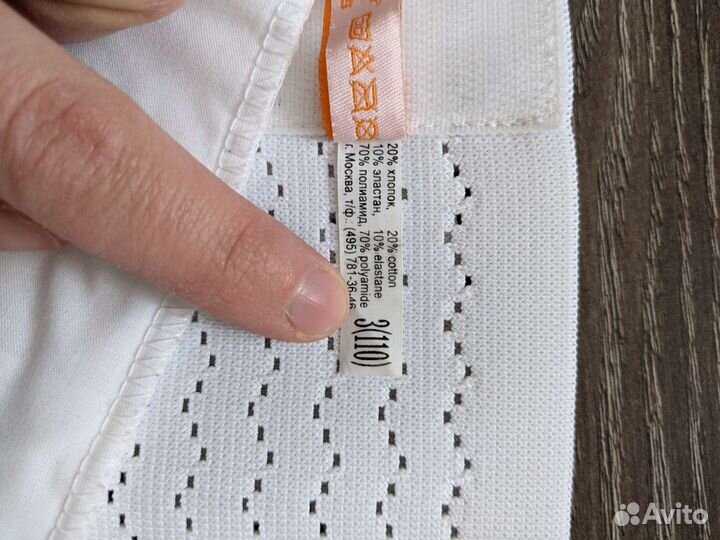 20% хлопок, 20% cotton
10% эластан, 10% elastane
70% полиамид, 70% polyamide
г. Москва, т/ф.: (495) 781-36-46
3(110)
Avito